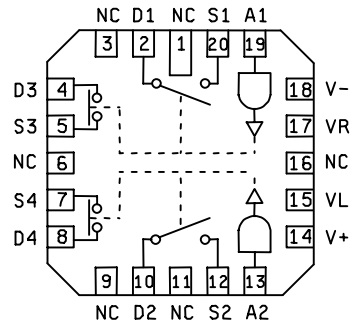 NC D1 NC S1 A1
3 2 1 20 19
D3 4 18 V-
S3 5 17 VR
NC 6 16 NC
S4 7 15 VL
D4 8 14 V+
9 10 11 12 13
NC D2 NC S2 A2